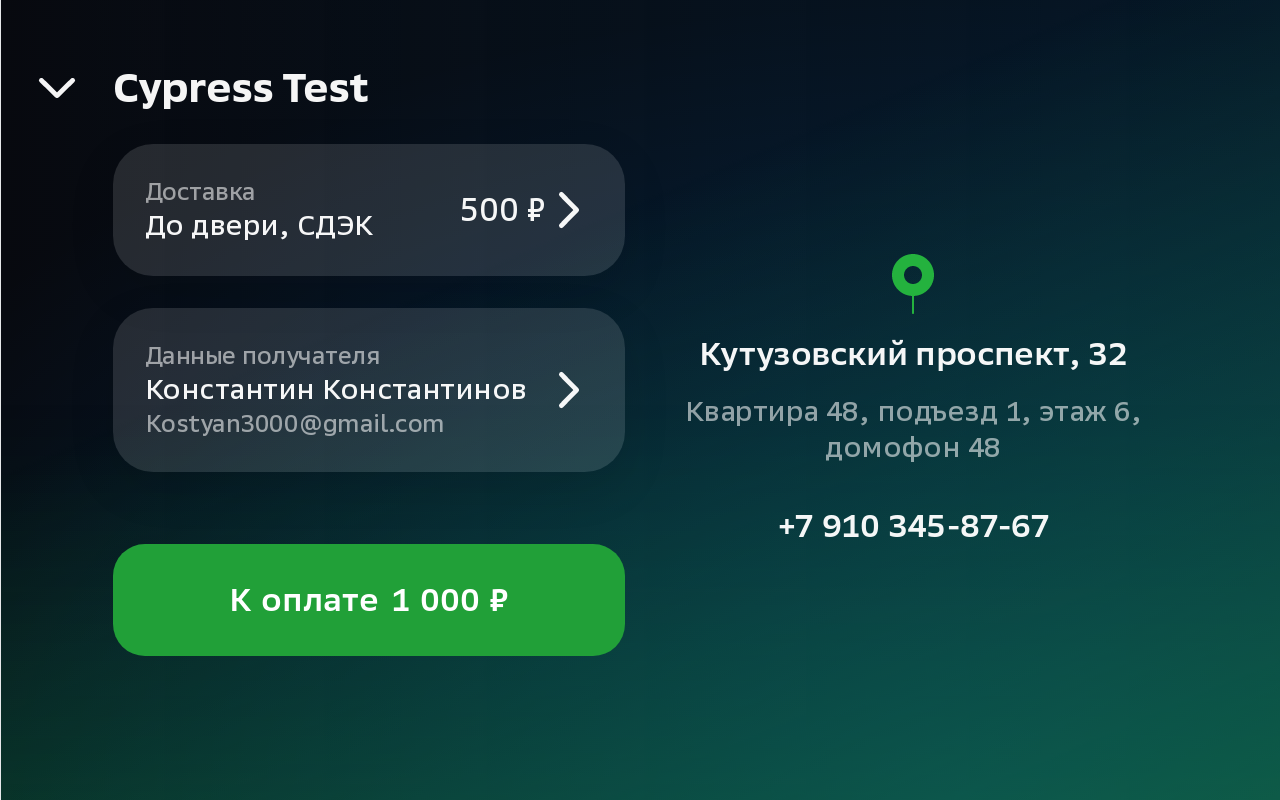 Cypress Test
Доставка
До двери, СДЭК
500 ₽
Данные получателя
Константин Константинов
Kostyan3000@gmail.com
К оплате 1 000 ₽
Кутузовский проспект, 32
Квартира 48, подъезд 1, этаж 6,
домофон 48
+7 910 345-87-67